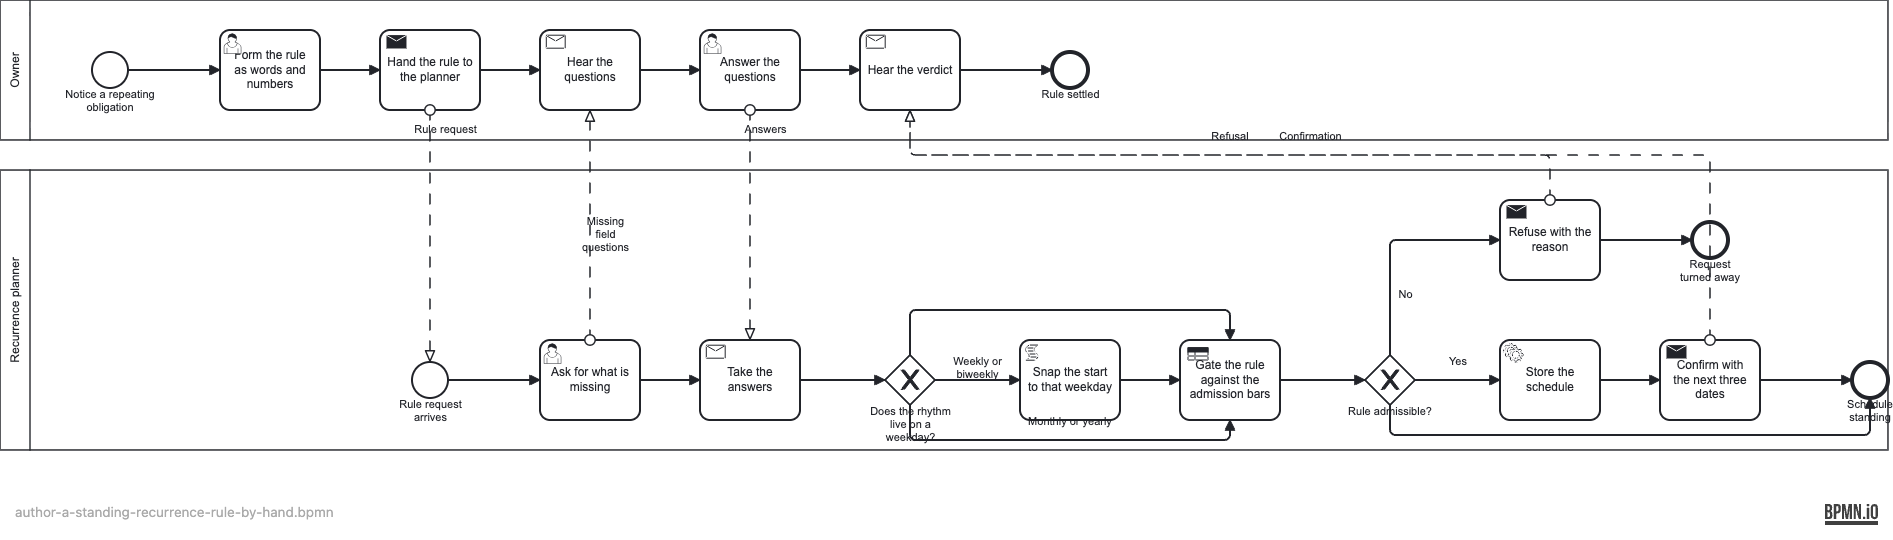 Owner
Notice a repeating
obligation
Form the rule
as words and
numbers
Hand the rule to
the planner
Hear the
questions
Answer the
questions
Hear the verdict
Rule settled
Rule request
Answers
Refusal
Confirmation
Missing
field
questions
Recurrence planner
Refuse with the
reason
Request
turned away
No
Rule request
arrives
Ask for what is
missing
Take the
answers
Does the rhythm
live on a
weekday?
Weekly or
biweekly
Snap the start
to that weekday
Monthly or yearly
Gate the rule
against the
admission bars
Rule admissible?
Yes
Store the
schedule
Confirm with
the next three
dates
Schedule
standing
author-a-standing-recurrence-rule-by-hand.bpmn
BPMN.iO